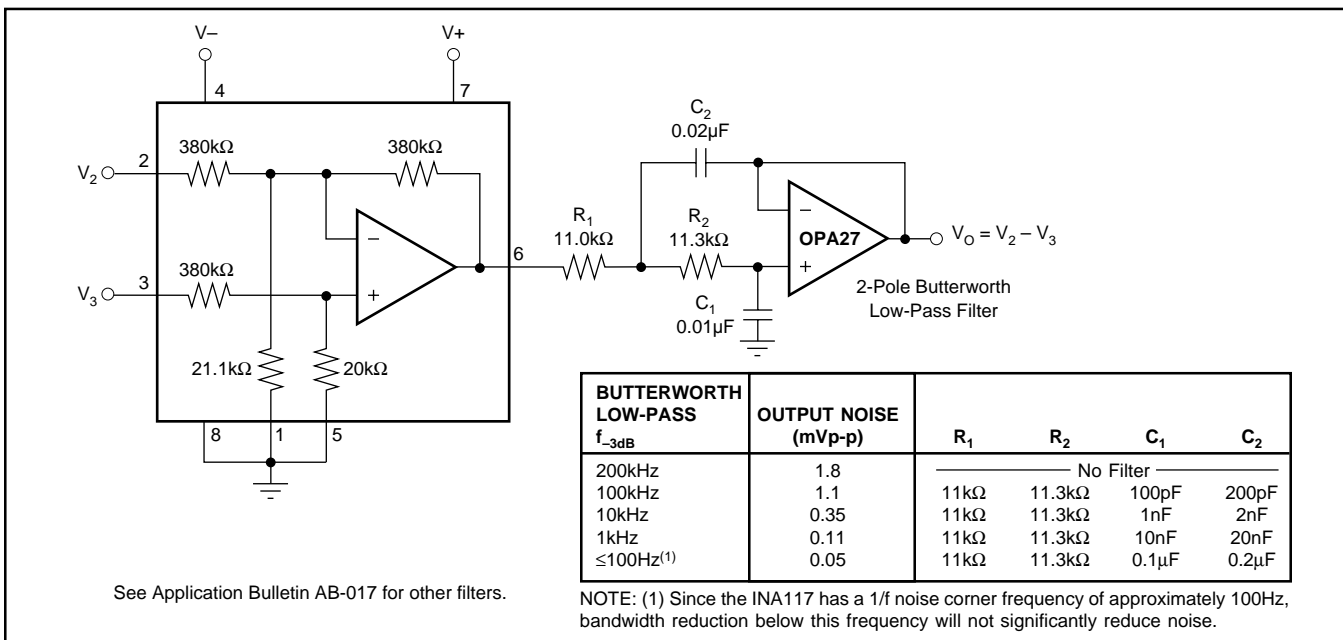 V–
V+
4
7
C2
0.02µF
380kΩ
380kΩ
V2
2
R1
11.0kΩ
R2
11.3kΩ
–
OPA27
+
VO = V2 – V3
6
–
+
380kΩ
V3
3
C1
0.01µF
2-Pole Butterworth
Low-Pass Filter
21.1kΩ
20kΩ
8
1
5
BUTTERWORTH
LOW-PASS
f–3dB
OUTPUT NOISE
(mVp-p)
R1
R2
C1
C2
200kHz 1.8 No Filter
100kHz 1.1 11kΩ 11.3kΩ 100pF 200pF
10kHz 0.35 11kΩ 11.3kΩ 1nF 2nF
1kHz 0.11 11kΩ 11.3kΩ 10nF 20nF
≤100Hz(1) 0.05 11kΩ 11.3kΩ 0.1µF 0.2µF
See Application Bulletin AB-017 for other filters.
NOTE: (1) Since the INA117 has a 1/f noise corner frequency of approximately 100Hz,
bandwidth reduction below this frequency will not significantly reduce noise.